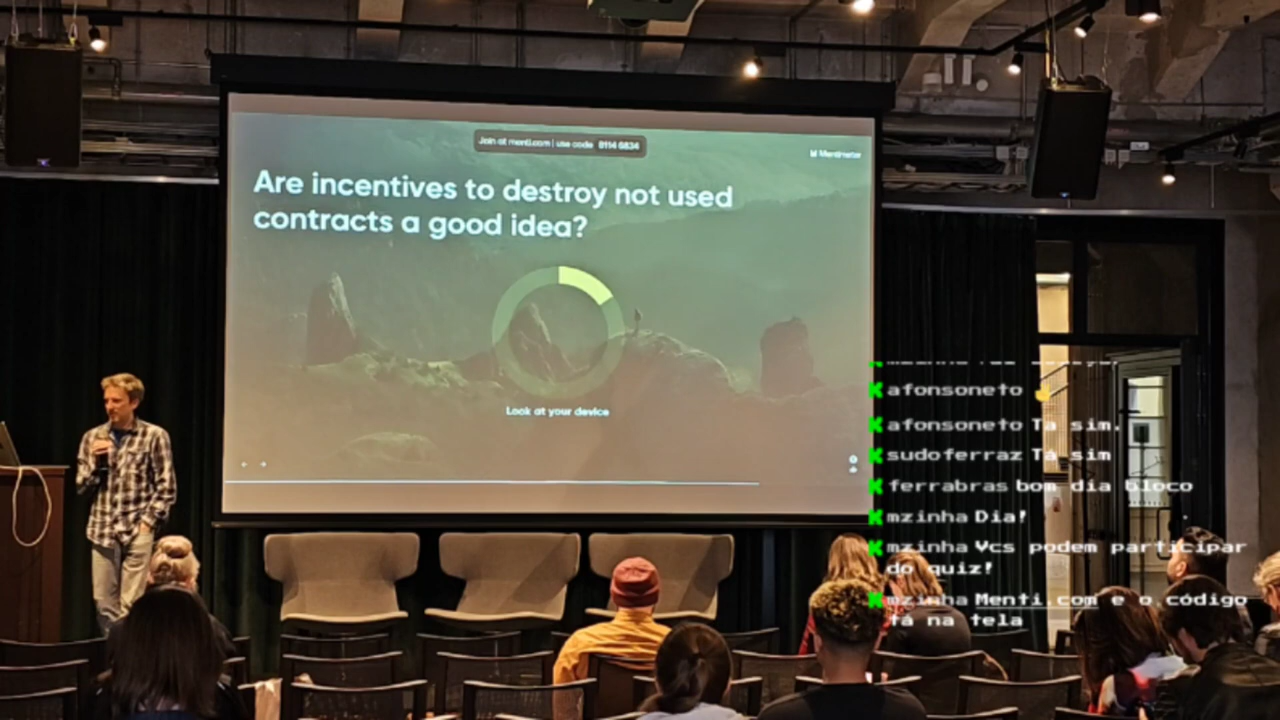 Join at menti.com | use code 8114 6834
Mentimeter
Are incentives to destroy not used
contracts a good idea?
Look at your device
afonsoneto
afonsoneto Tá sim.
sudoferraz Tá sim
ferrabras bom dia bloco
mzinha Dia!
mzinha Vcs podem participar
do quiz!
mzinha Menti.com e o código
tá na tela